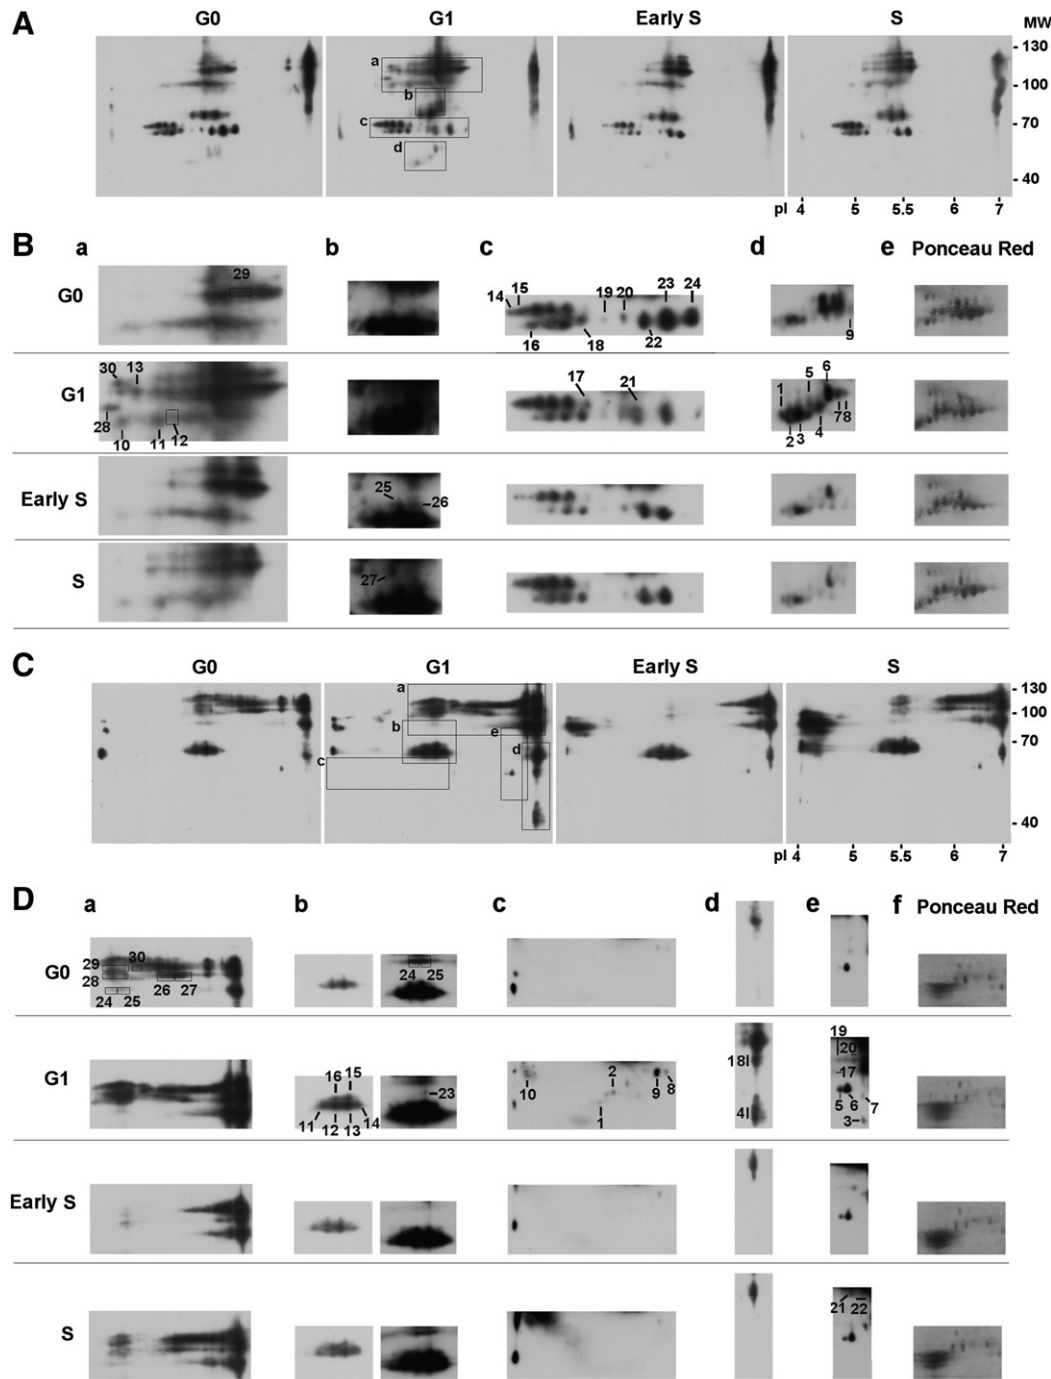 A G0 G1 Early S S MW
- 130
a
b
- 100
c
- 70
d
- 40
pI 4 5 5.5 6 7
B a b c d e Ponceau Red
G0 29 14 15 19 20 23 24 16 18 22 9
G1 30 13 28 10 11 12 17 21 1 5 6 7 8 2 3 4
Early S 25 26
S 27
C G0 G1 Early S S
a
- 130
- 100
b
e
- 70
d
c
- 40
pI 4 5 5.5 6 7
D a b c d e f Ponceau Red
G0 29 30 28 26 27 24 25 24 25
G1 16 15 11 12 13 14 23 10 2 9 8 1 18 4 19 20 17 5 6 7 3
Early S
S 21 22